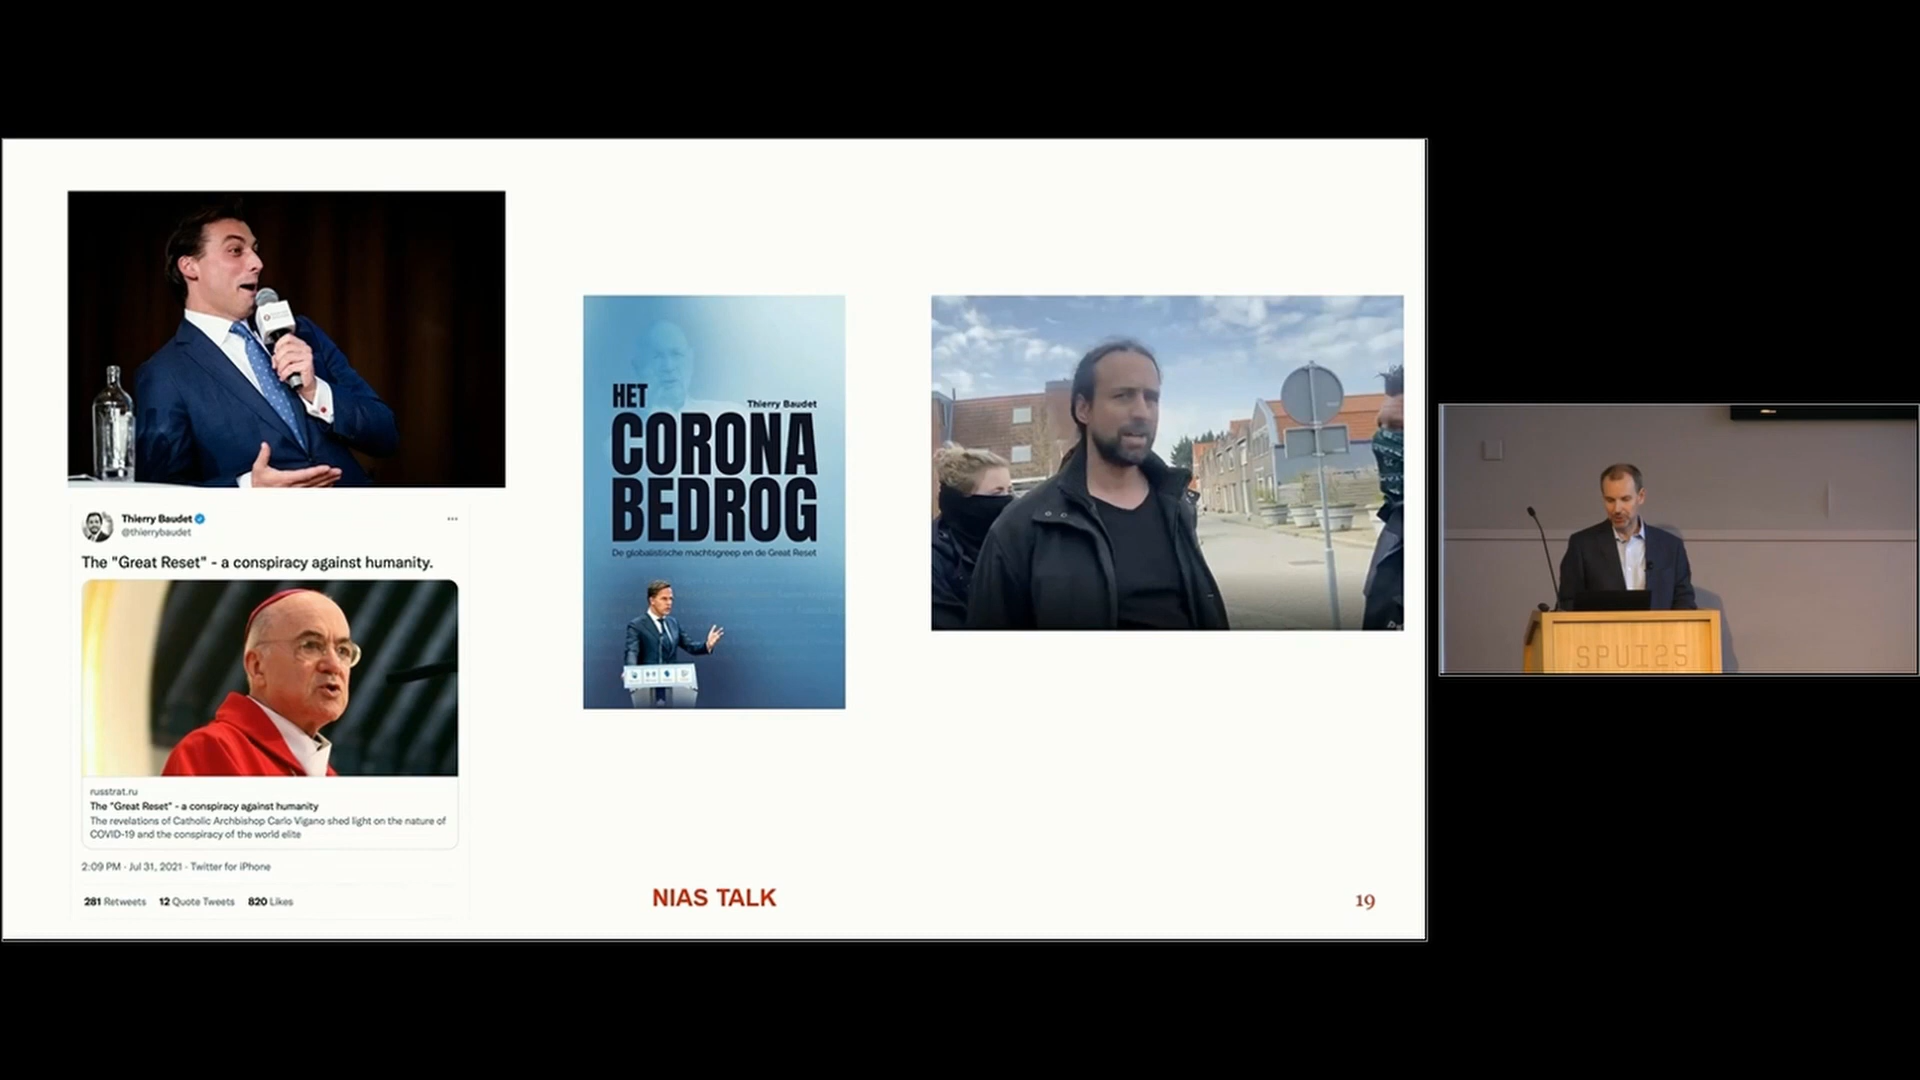 Thierry Baudet
@thierrybaudet
The "Great Reset" - a conspiracy against humanity.
russtrat.ru
The "Great Reset" - a conspiracy against humanity
The revelations of Catholic Archbishop Carlo Vigano shed light on the nature of
COVID-19 and the conspiracy of the world elite
2:09 PM · Jul 31, 2021 · Twitter for iPhone
281 Retweets 12 Quote Tweets 820 Likes
HET
Thierry Baudet
CORONA
BEDROG
De globalistische machtsgreep en de Great Reset
NIAS TALK
19
SPUI25